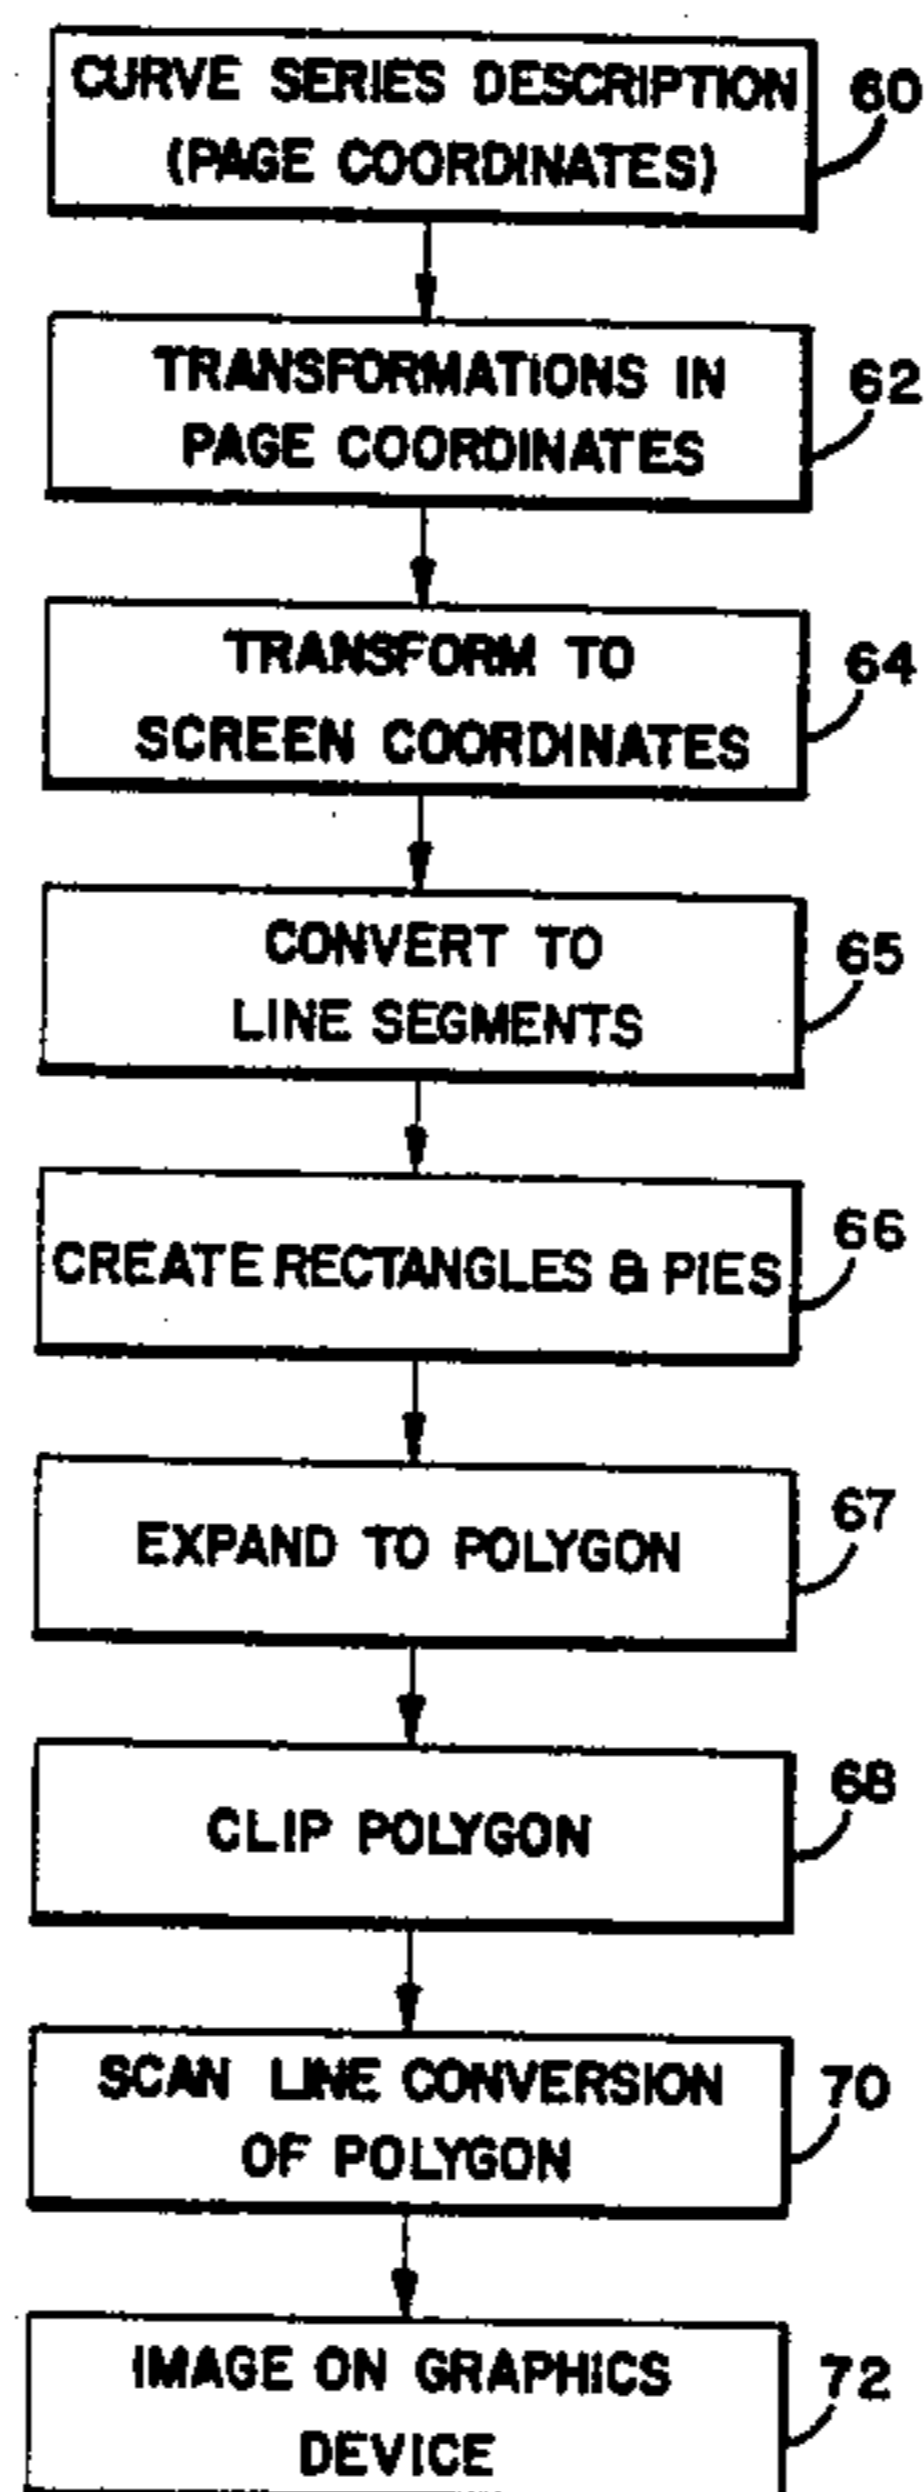 CURVE SERIES DESCRIPTION
(PAGE COORDINATES)
60
TRANSFORMATIONS IN
PAGE COORDINATES
62
TRANSFORM TO
SCREEN COORDINATES
64
CONVERT TO
LINE SEGMENTS
65
CREATE RECTANGLES & PIES
66
EXPAND TO POLYGON
67
CLIP POLYGON
68
SCAN LINE CONVERSION
OF POLYGON
70
IMAGE ON GRAPHICS
DEVICE
72